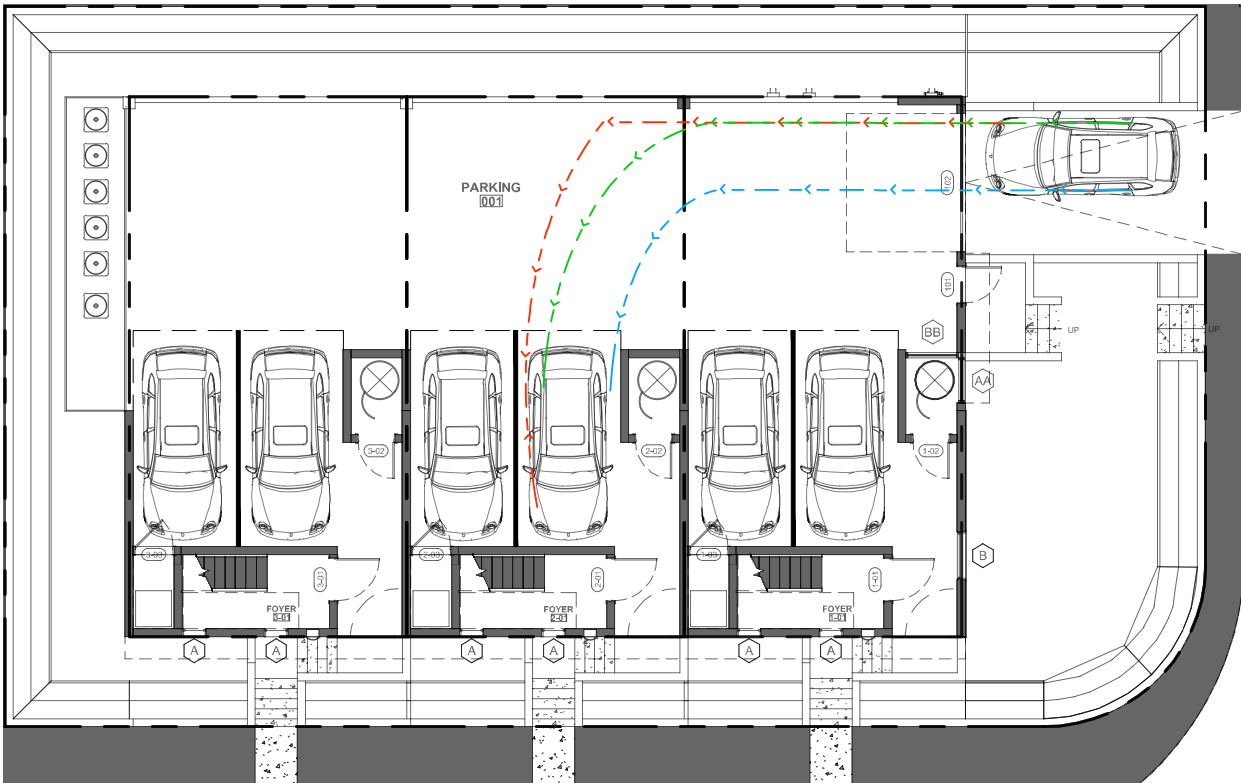 PARKING
001
102
101
BB
UP
UP
AA
3-02
2-02
1-02
3-03
2-03
1-03
B
3-01
2-01
1-01
FOYER
3-01
FOYER
2-01
FOYER
1-01
A
A
A
A
A
A